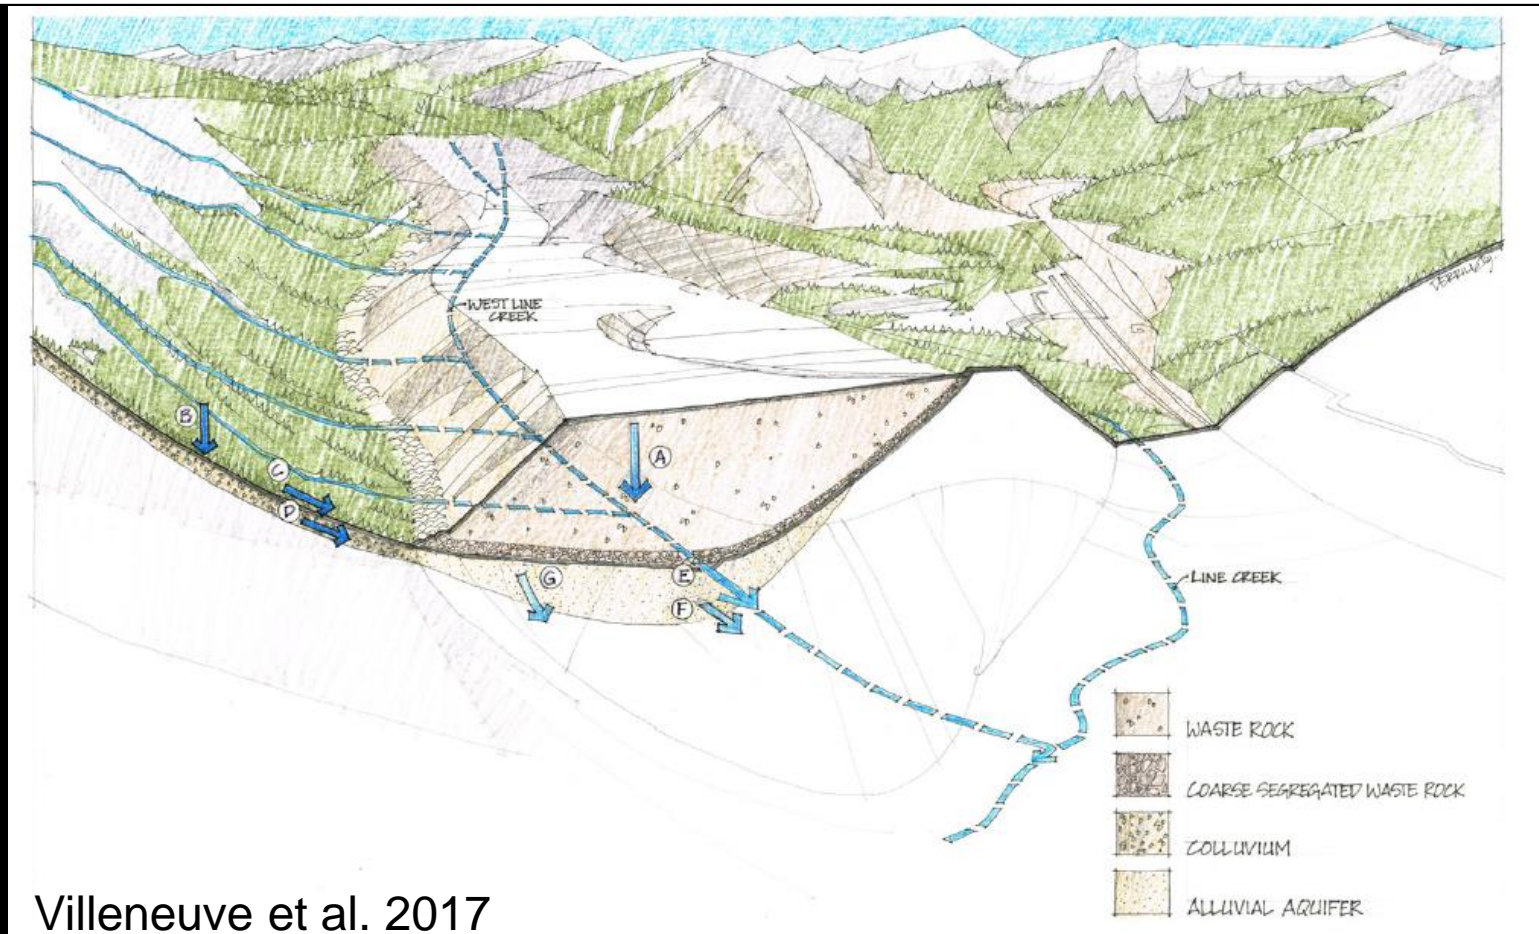 WEST LINE
CREEK
B
A
C
D
G
E
F
LINE CREEK
WASTE ROCK
COARSE SEGREGATED WASTE ROCK
COLLUVIUM
ALLUVIAL AQUIFER
Villeneuve et al. 2017